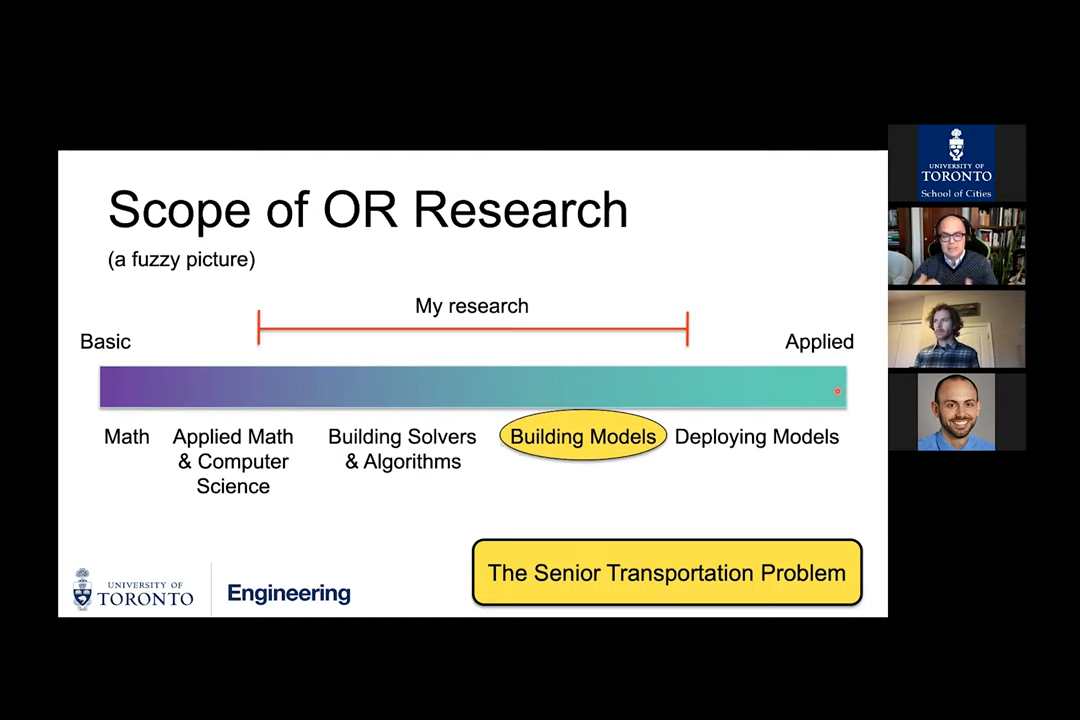 Scope of OR Research
(a fuzzy picture)
My research
Basic
Applied
Math
Applied Math
& Computer
Science
Building Solvers
& Algorithms
Building Models
Deploying Models
The Senior Transportation Problem
UNIVERSITY OF
TORONTO
Engineering
UNIVERSITY OF
TORONTO
School of Cities